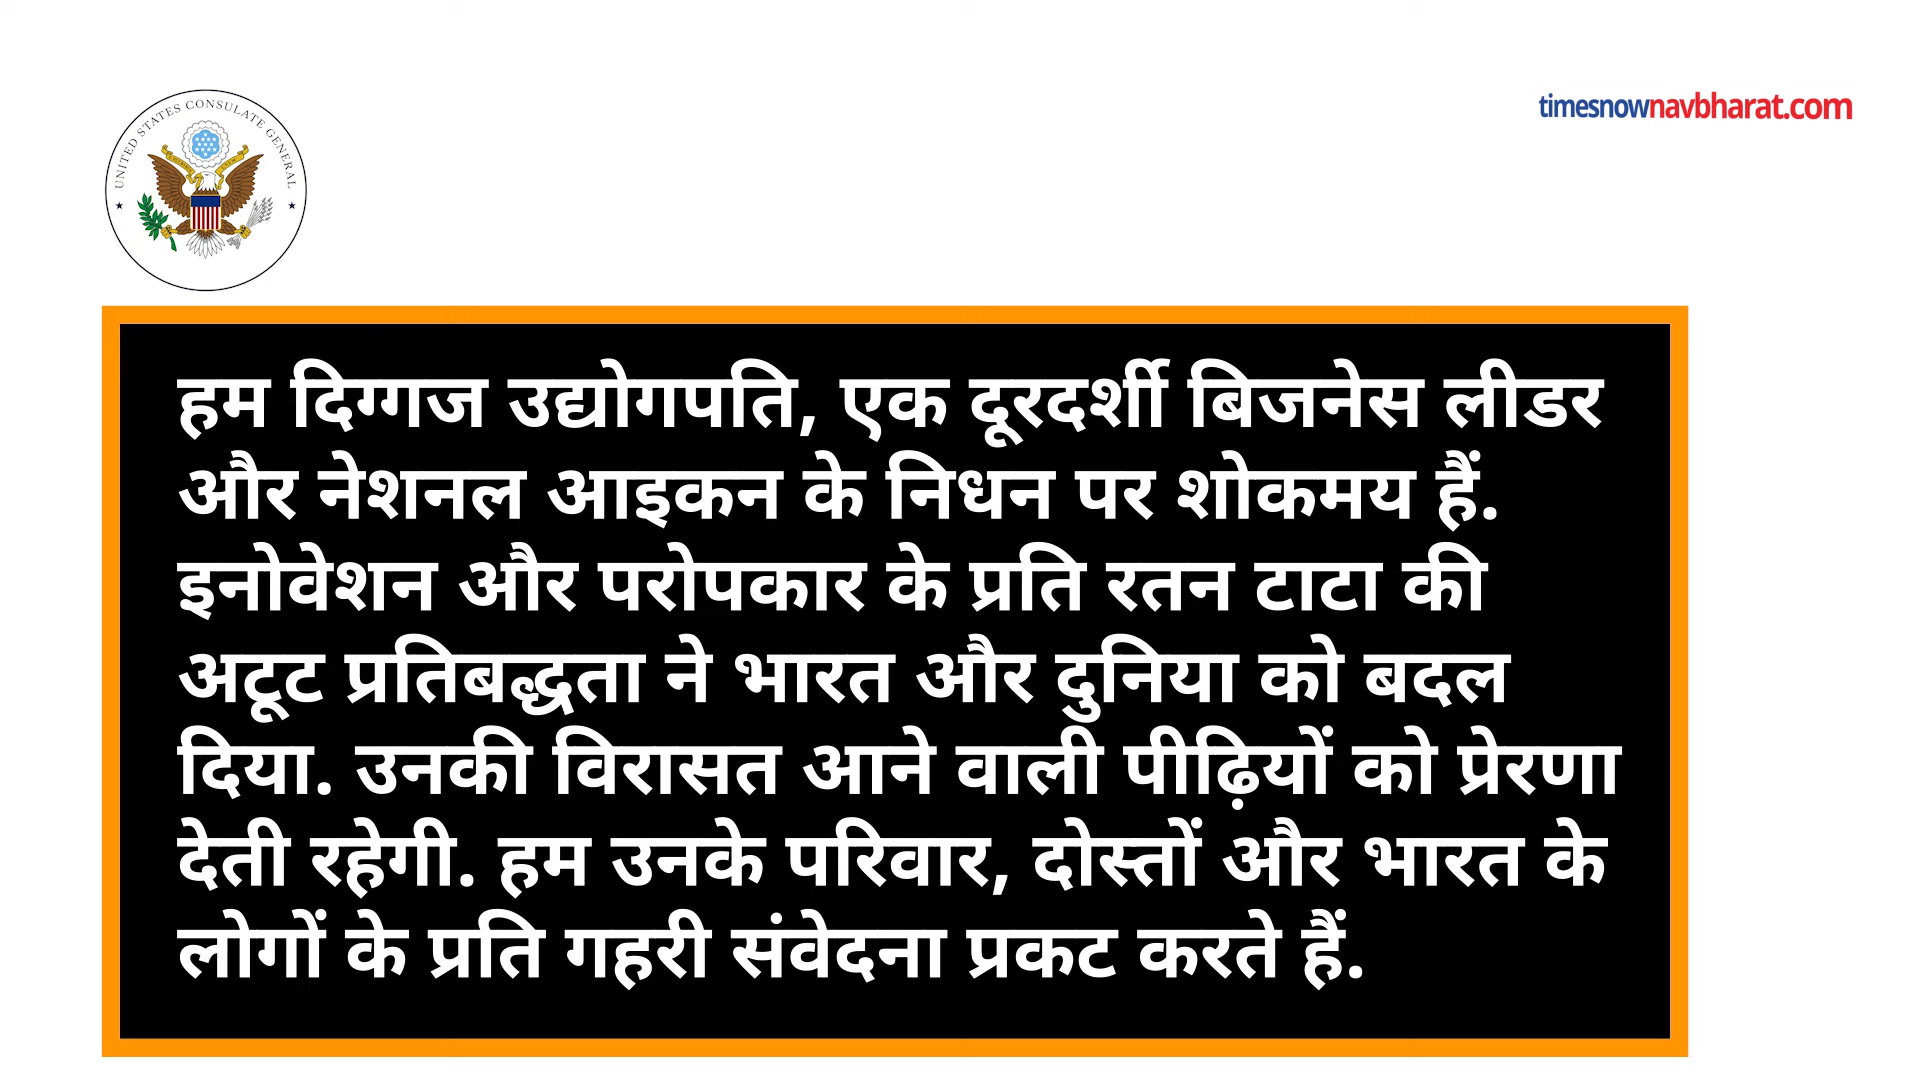 UNITED STATES CONSULATE GENERAL
timesnownavbharat.com
हम दिग्गज उद्योगपति, एक दूरदर्शी बिजनेस लीडर
और नेशनल आइकन के निधन पर शोकमय हैं.
इनोवेशन और परोपकार के प्रति रतन टाटा की
अटूट प्रतिबद्धता ने भारत और दुनिया को बदल
दिया. उनकी विरासत आने वाली पीढ़ियों को प्रेरणा
देती रहेगी. हम उनके परिवार, दोस्तों और भारत के
लोगों के प्रति गहरी संवेदना प्रकट करते हैं.